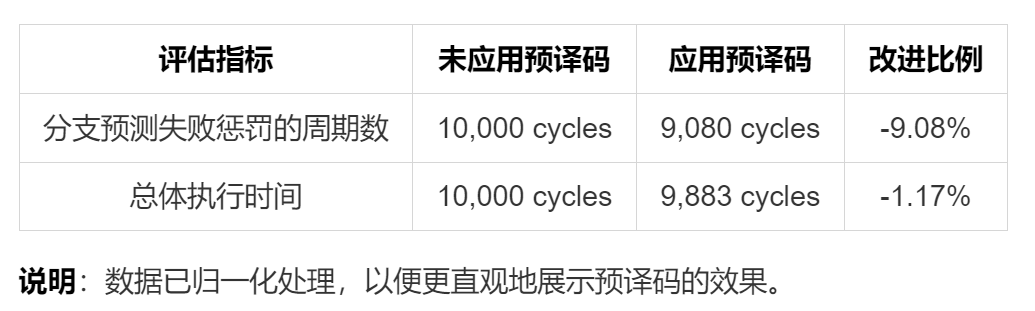 评估指标 未应用预译码 应用预译码 改进比例
分支预测失败惩罚的周期数 10,000 cycles 9,080 cycles -9.08%
总体执行时间 10,000 cycles 9,883 cycles -1.17%
说明：数据已归一化处理，以便更直观地展示预译码的效果。